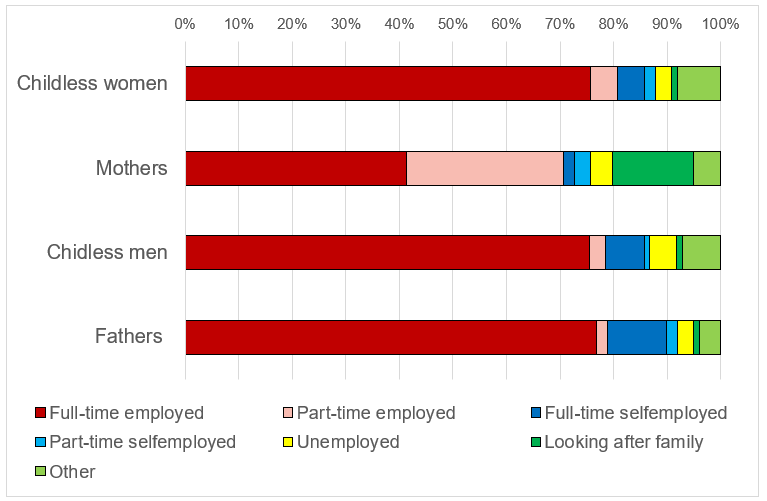 0% 10% 20% 30% 40% 50% 60% 70% 80% 90% 100%
Childless women
Mothers
Chidless men
Fathers
Full-time employed Part-time employed Full-time selfemployed
Part-time selfemployed Unemployed Looking after family
Other